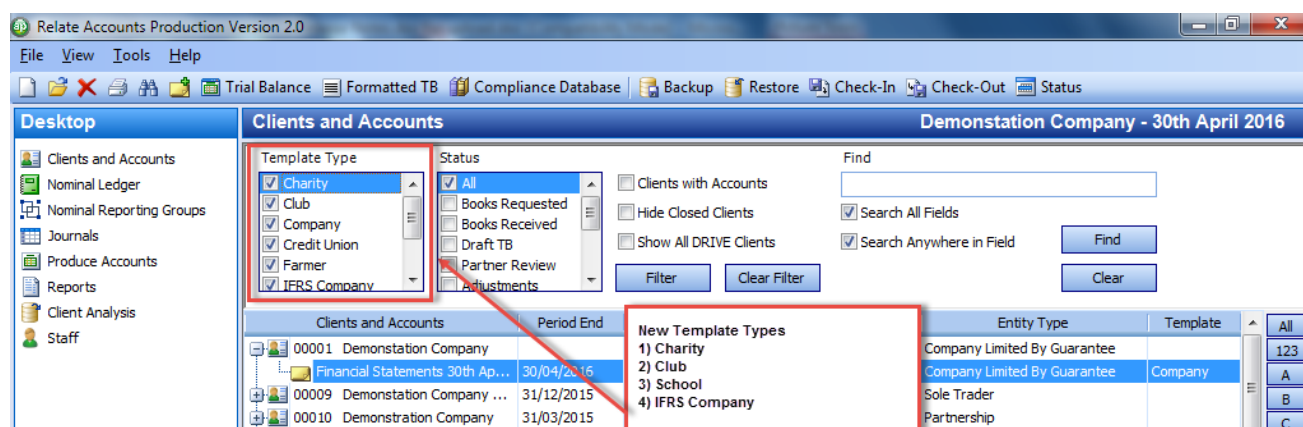 Relate Accounts Production Version 2.0
File View Tools Help
Trial Balance Formatted TB Compliance Database Backup Restore Check-In Check-Out Status
Desktop
Clients and Accounts
Nominal Ledger
Nominal Reporting Groups
Journals
Produce Accounts
Reports
Client Analysis
Staff
Clients and Accounts Demonstation Company - 30th April 2016
Template Type
Charity
Club
Company
Credit Union
Farmer
IFRS Company
Status
All
Books Requested
Books Received
Draft TB
Partner Review
Adjustments
Clients with Accounts
Hide Closed Clients
Show All DRIVE Clients
Filter Clear Filter
Find
Search All Fields
Search Anywhere in Field
Find
Clear
Clients and Accounts Period End Entity Type Template
00001 Demonstation Company Company Limited By Guarantee
Financial Statements 30th Ap... 30/04/2016 Company Limited By Guarantee Company
00009 Demonstation Company ... 31/12/2015 Sole Trader
00010 Demonstration Company 31/03/2015 Partnership
New Template Types
1) Charity
2) Club
3) School
4) IFRS Company
All
123
A
B
C